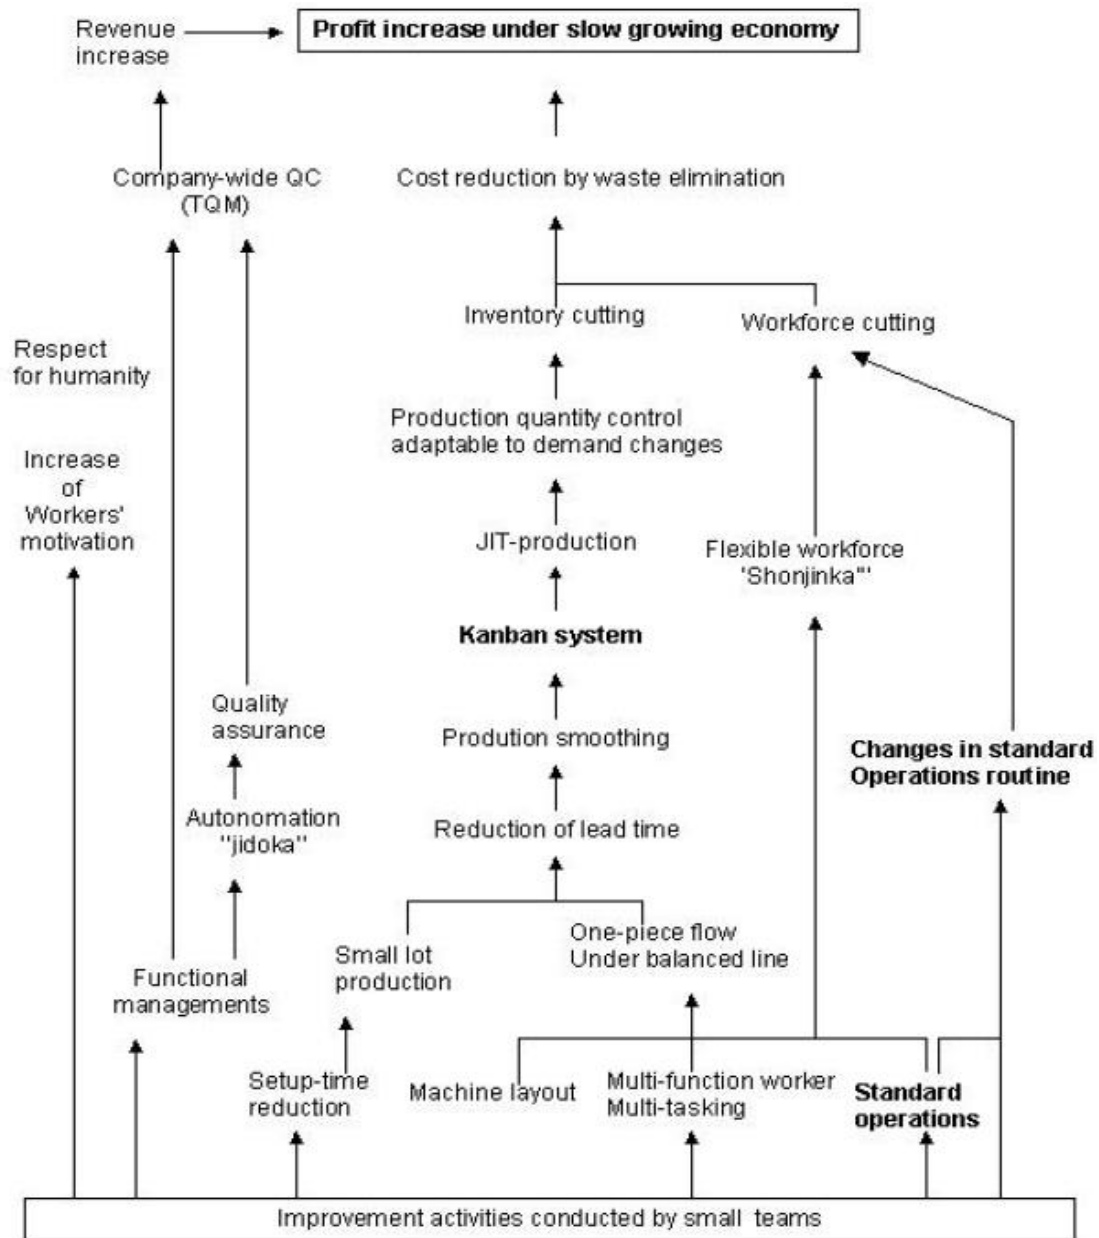 Revenue
increase
Profit increase under slow growing economy
Company-wide QC
(TQM)
Cost reduction by waste elimination
Inventory cutting
Workforce cutting
Respect
for humanity
Production quantity control
adaptable to demand changes
Increase
of
Workers'
motivation
JIT-production
Flexible workforce
'Shonjinka"'
Kanban system
Quality
assurance
Prodution smoothing
Changes in standard
Operations routine
Autonomation
"jidoka"
Reduction of lead time
Small lot
production
One-piece flow
Under balanced line
Functional
managements
Setup-time
reduction
Machine layout
Multi-function worker
Multi-tasking
Standard
operations
Improvement activities conducted by small teams